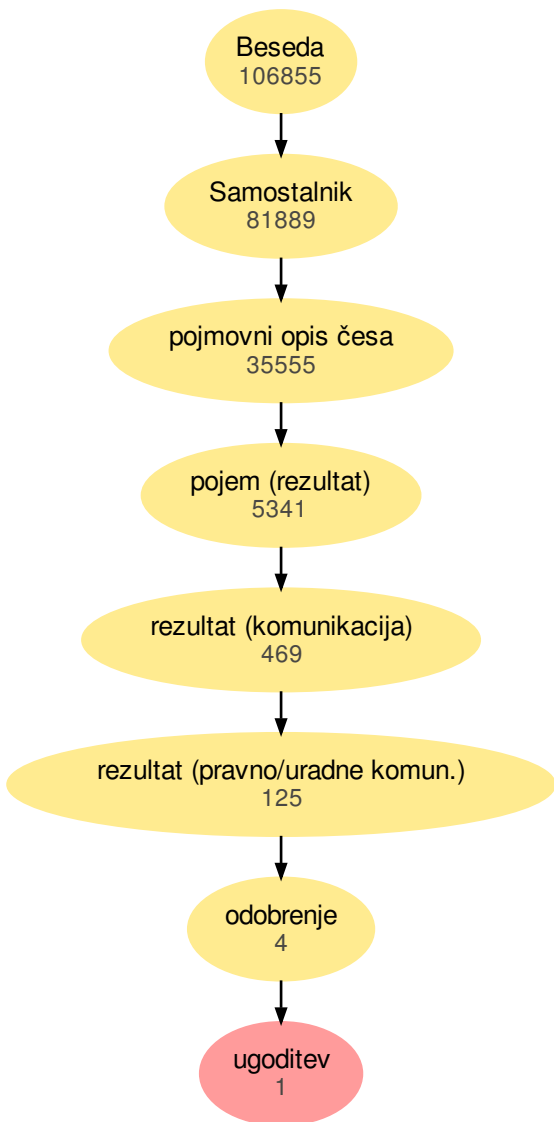 Beseda
106855
Samostalnik
81889
pojmovni opis česa
35555
pojem (rezultat)
5341
rezultat (komunikacija)
469
rezultat (pravno/uradne komun.)
125
odobrenje
4
ugoditev
1